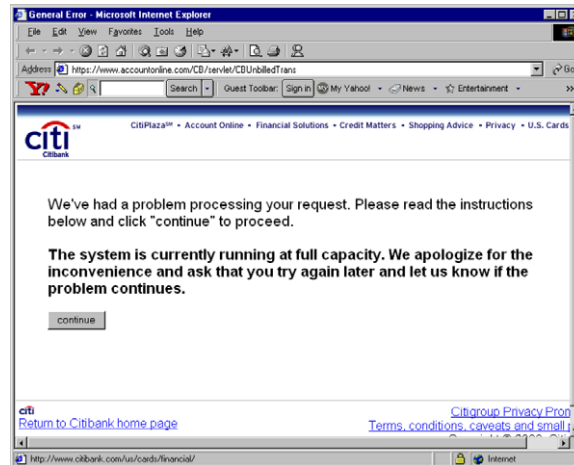 General Error - Microsoft Internet Explorer
File Edit View Favorites Tools Help
Address https://www.accountonline.com/CB/servlet/CBUnbilledTrans Go
Y! Search Guest Toolbar: Sign in My Yahoo! News Entertainment »
citi SM
Citibank
CitiPlaza℠ • Account Online • Financial Solutions • Credit Matters • Shopping Advice • Privacy • U.S. Cards
We've had a problem processing your request. Please read the instructions
below and click "continue" to proceed.
The system is currently running at full capacity. We apologize for the
inconvenience and ask that you try again later and let us know if the
problem continues.
continue
citi
Return to Citibank home page
Citigroup Privacy Pron
Terms, conditions, caveats and small
http://www.citibank.com/us/cards/financial/ Internet